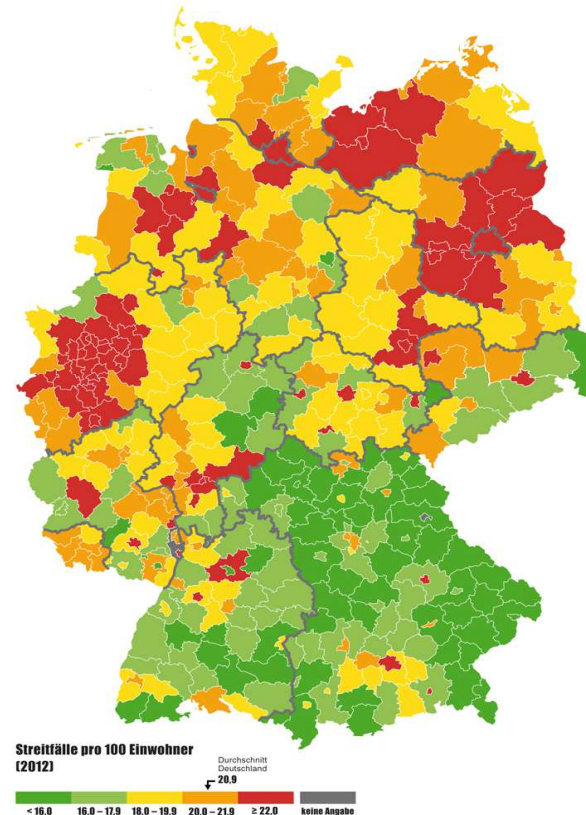 Streitfälle pro 100 Einwohner
(2012)
Durchschnitt
Deutschland
20.9
< 16.0 16.0 – 17.9 18.0 – 19.9 20.0 – 21.9 ≥ 22.0 keine Angabe